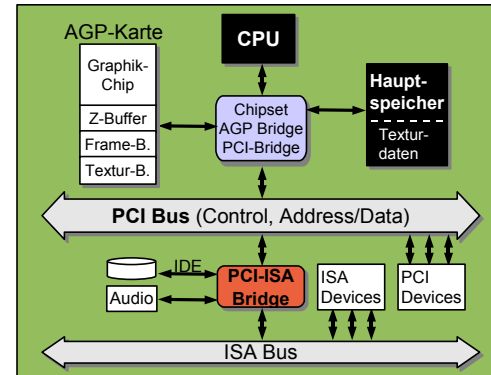 AGP-Karte
Graphik-
Chip
Z-Buffer
Frame-B.
Textur-B.
CPU
Chipset
AGP Bridge
PCI-Bridge
Haupt-
speicher
Textur-
daten
PCI Bus (Control, Address/Data)
IDE
Audio
PCI-ISA
Bridge
ISA
Devices
PCI
Devices
ISA Bus